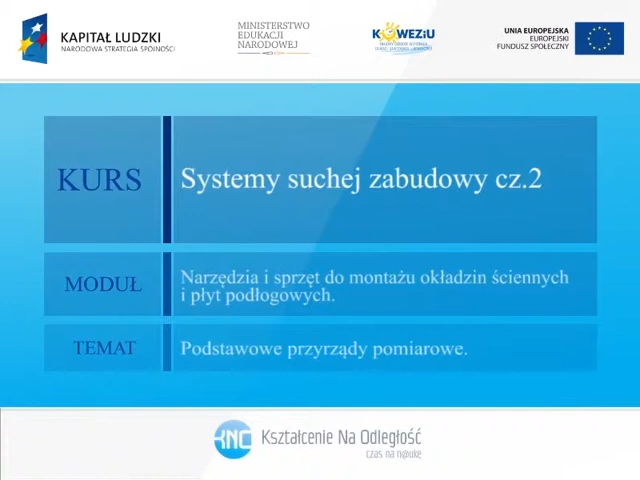 KAPITAŁ LUDZKI
NARODOWA STRATEGIA SPÓJNOŚCI
MINISTERSTWO
EDUKACJI
NARODOWEJ
KOWEZiU
UNIA EUROPEJSKA
EUROPEJSKI
FUNDUSZ SPOŁECZNY
KURS
Systemy suchej zabudowy cz.2
MODUŁ
Narzędzia i sprzęt do montażu okładzin ściennych
i płyt podłogowych.
TEMAT
Podstawowe przyrządy pomiarowe.
KNO
Kształcenie Na Odległość
czas na n@ukę